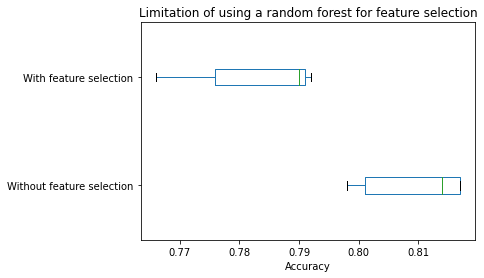 Limitation of using a random forest for feature selection
With feature selection
Without feature selection
0.77 0.78 0.79 0.80 0.81
Accuracy